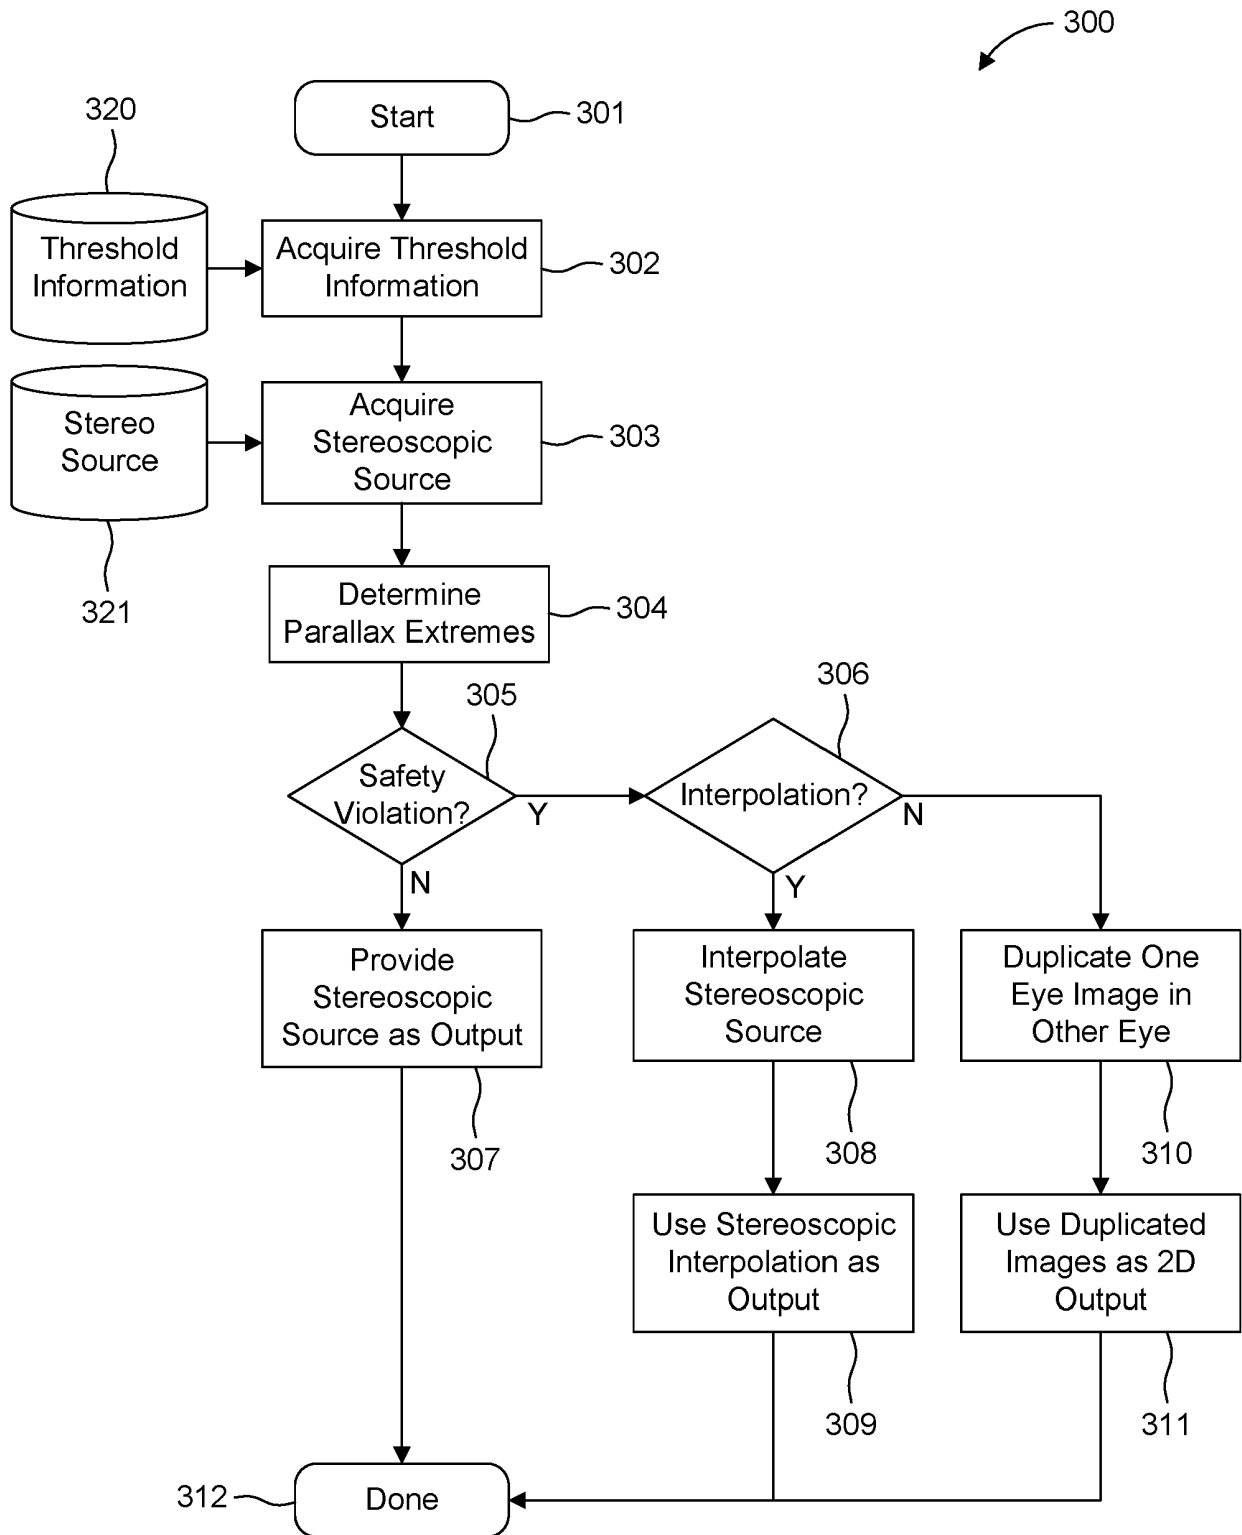 300
Start
301
320
Threshold
Information
Acquire Threshold
Information
302
Stereo
Source
321
Acquire
Stereoscopic
Source
303
Determine
Parallax Extremes
304
305
Safety
Violation?
Y
N
306
Interpolation?
N
Y
Provide
Stereoscopic
Source as Output
307
Interpolate
Stereoscopic
Source
308
Duplicate One
Eye Image in
Other Eye
310
Use Stereoscopic
Interpolation as
Output
309
Use Duplicated
Images as 2D
Output
311
312
Done